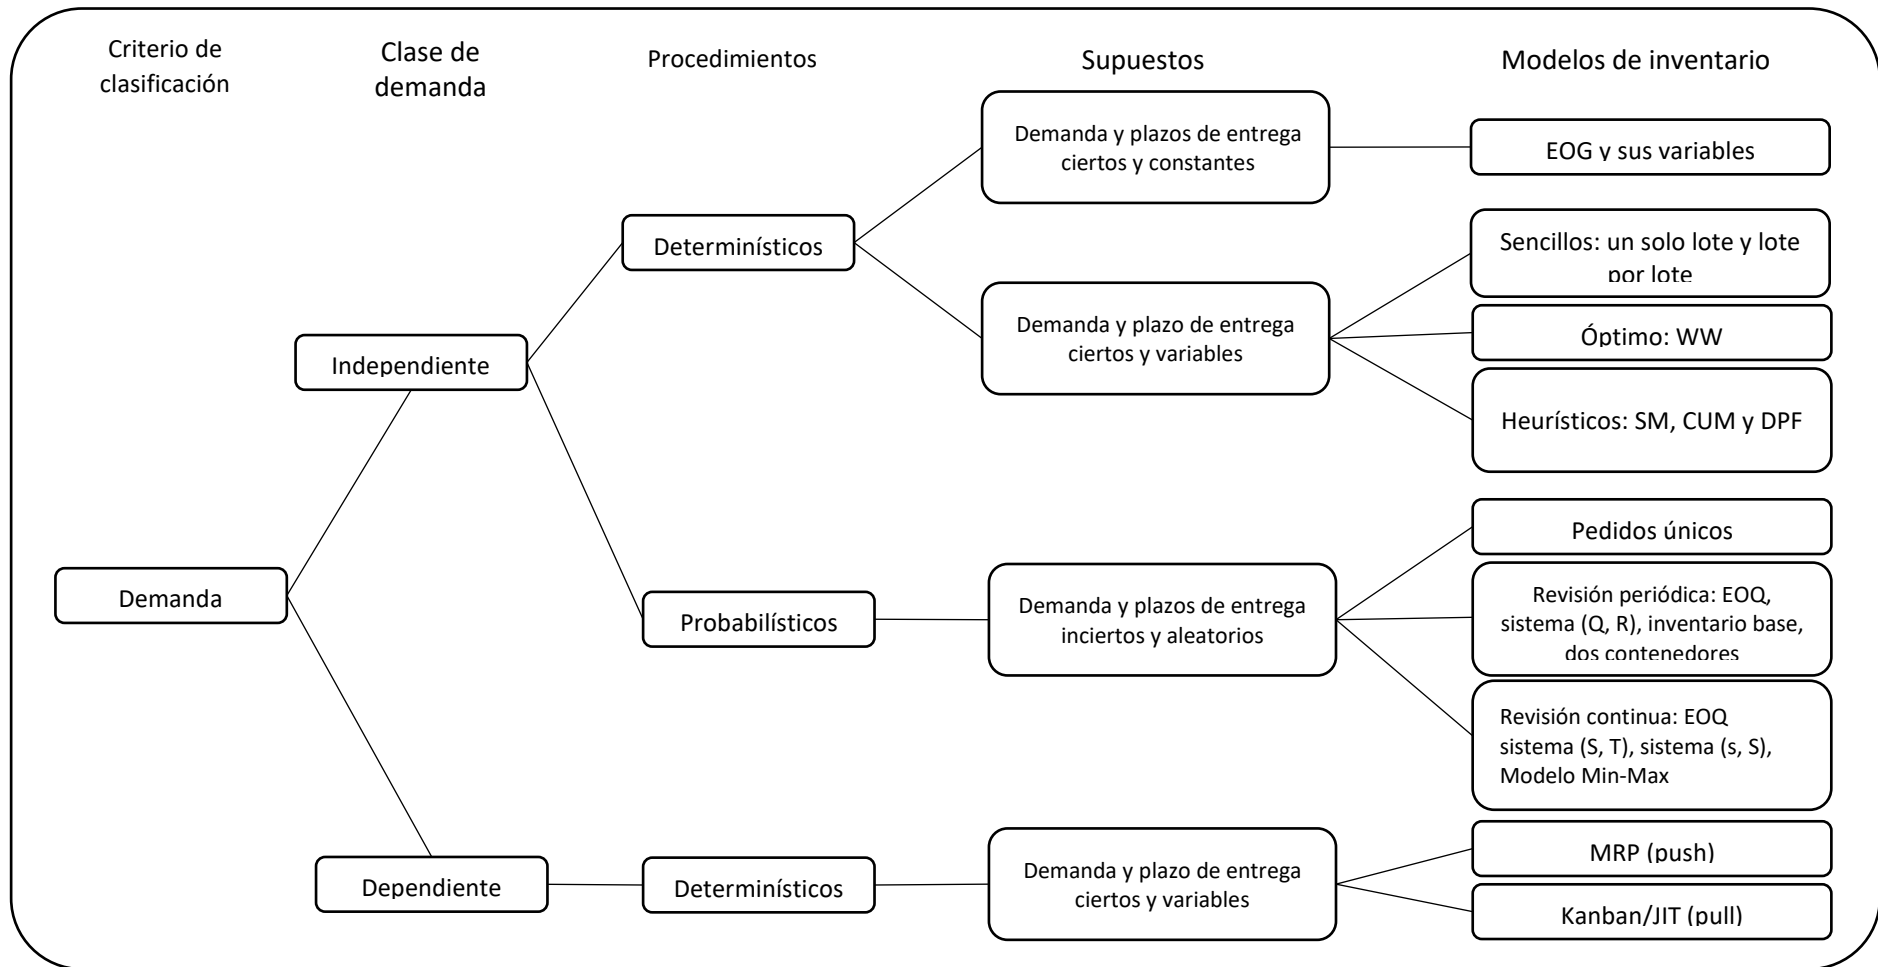 Criterio de
clasificación
Clase de
demanda
Procedimientos
Supuestos
Modelos de inventario
Demanda y plazos de entrega
ciertos y constantes
EOG y sus variables
Determinísticos
Sencillos: un solo lote y lote
por lote
Demanda y plazo de entrega
ciertos y variables
Óptimo: WW
Independiente
Heurísticos: SM, CUM y DPF
Pedidos únicos
Demanda
Probabilísticos
Demanda y plazos de entrega
inciertos y aleatorios
Revisión periódica: EOQ,
sistema (Q, R), inventario base,
dos contenedores
Revisión continua: EOQ
sistema (S, T), sistema (s, S),
Modelo Min-Max
Dependiente
Determinísticos
Demanda y plazo de entrega
ciertos y variables
MRP (push)
Kanban/JIT (pull)